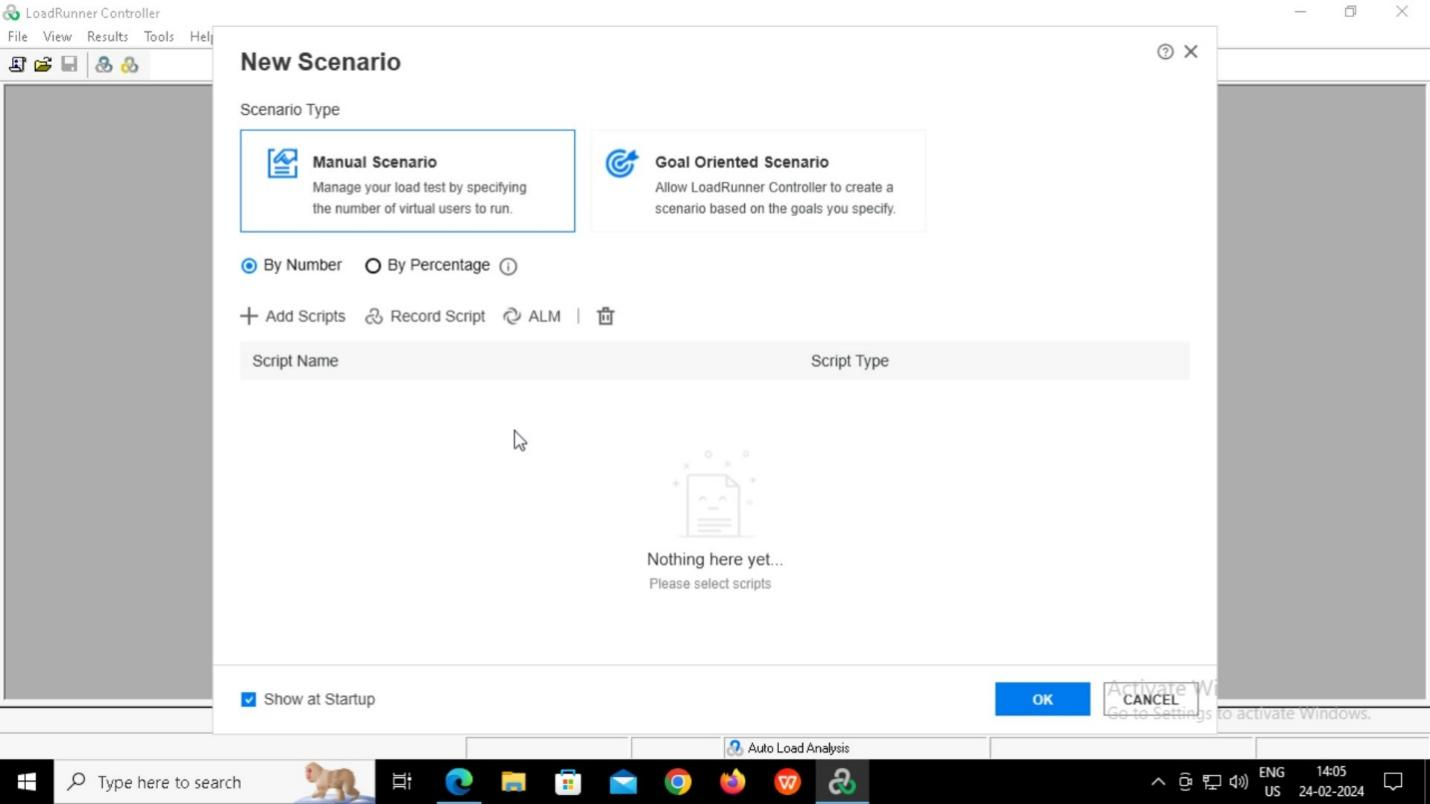 LoadRunner Controller
File View Results Tools Help
New Scenario
Scenario Type
Manual Scenario
Manage your load test by specifying
the number of virtual users to run.
Goal Oriented Scenario
Allow LoadRunner Controller to create a
scenario based on the goals you specify.
By Number By Percentage
Add Scripts Record Script ALM
Script Name Script Type
Nothing here yet...
Please select scripts
Show at Startup
OK CANCEL
Activate Wi
Go to Settings to activate Windows.
Auto Load Analysis
Type here to search
ENG
US
14:05
24-02-2024